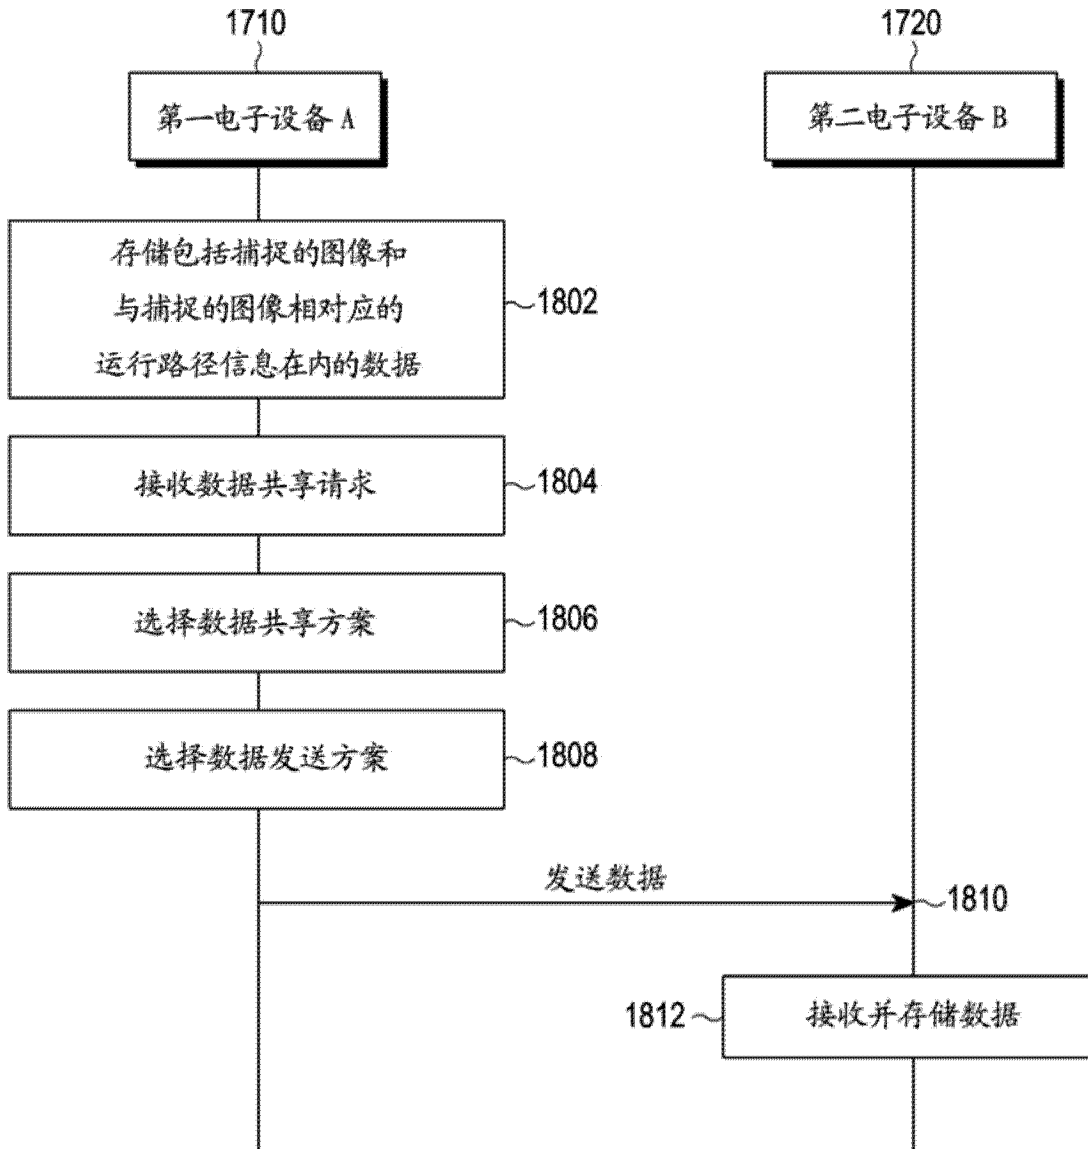 1710
1720
第一电子设备 A
第二电子设备 B
存储包括捕捉的图像和
与捕捉的图像相对应的
运行路径信息在内的数据
1802
接收数据共享请求
1804
选择数据共享方案
1806
选择数据发送方案
1808
发送数据
1810
1812
接收并存储数据